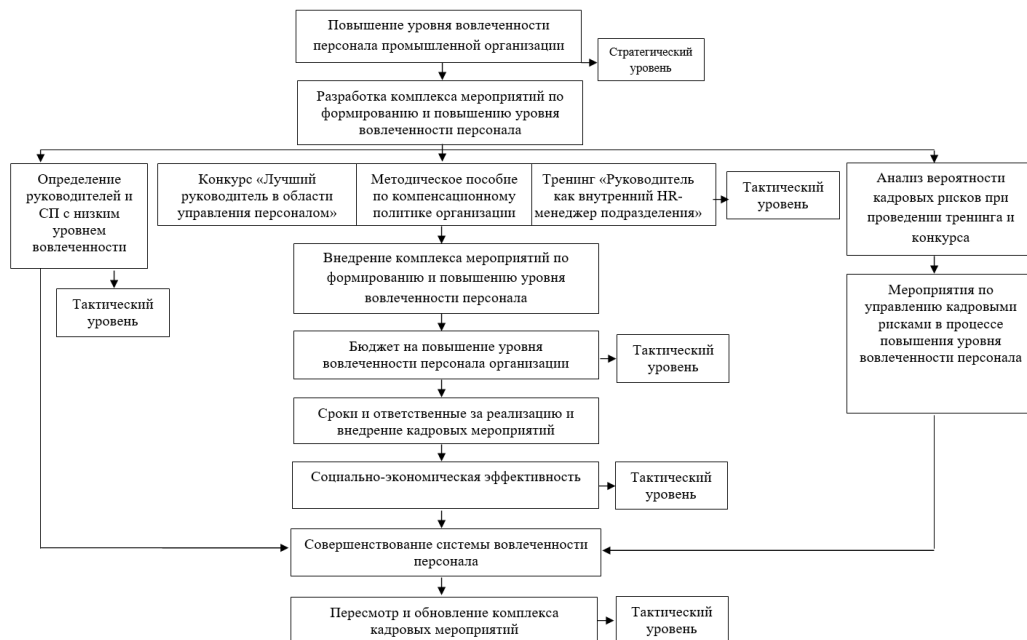 Повышение уровня вовлеченности
персонала промышленной организации
Стратегический
уровень
Разработка комплекса мероприятий по
формированию и повышению уровня
вовлеченности персонала
Определение
руководителей и
СП с низким
уровнем
вовлеченности
Конкурс «Лучший
руководитель в области
управления персоналом»
Методическое пособие
по компенсационному
политике организации
Тренинг «Руководитель
как внутренний HR-
менеджер подразделения»
Тактический
уровень
Анализ вероятности
кадровых рисков при
проведении тренинга и
конкурса
Тактический
уровень
Внедрение комплекса мероприятий по
формированию и повышению уровня
вовлеченности персонала
Мероприятия по
управлению кадровыми
рисками в процессе
повышения уровня
вовлеченности персонала
Бюджет на повышение уровня
вовлеченности персонала организации
Тактический
уровень
Сроки и ответственные за реализацию и
внедрение кадровых мероприятий
Социально-экономическая эффективность
Тактический
уровень
Совершенствование системы вовлеченности
персонала
Пересмотр и обновление комплекса
кадровых мероприятий
Тактический
уровень